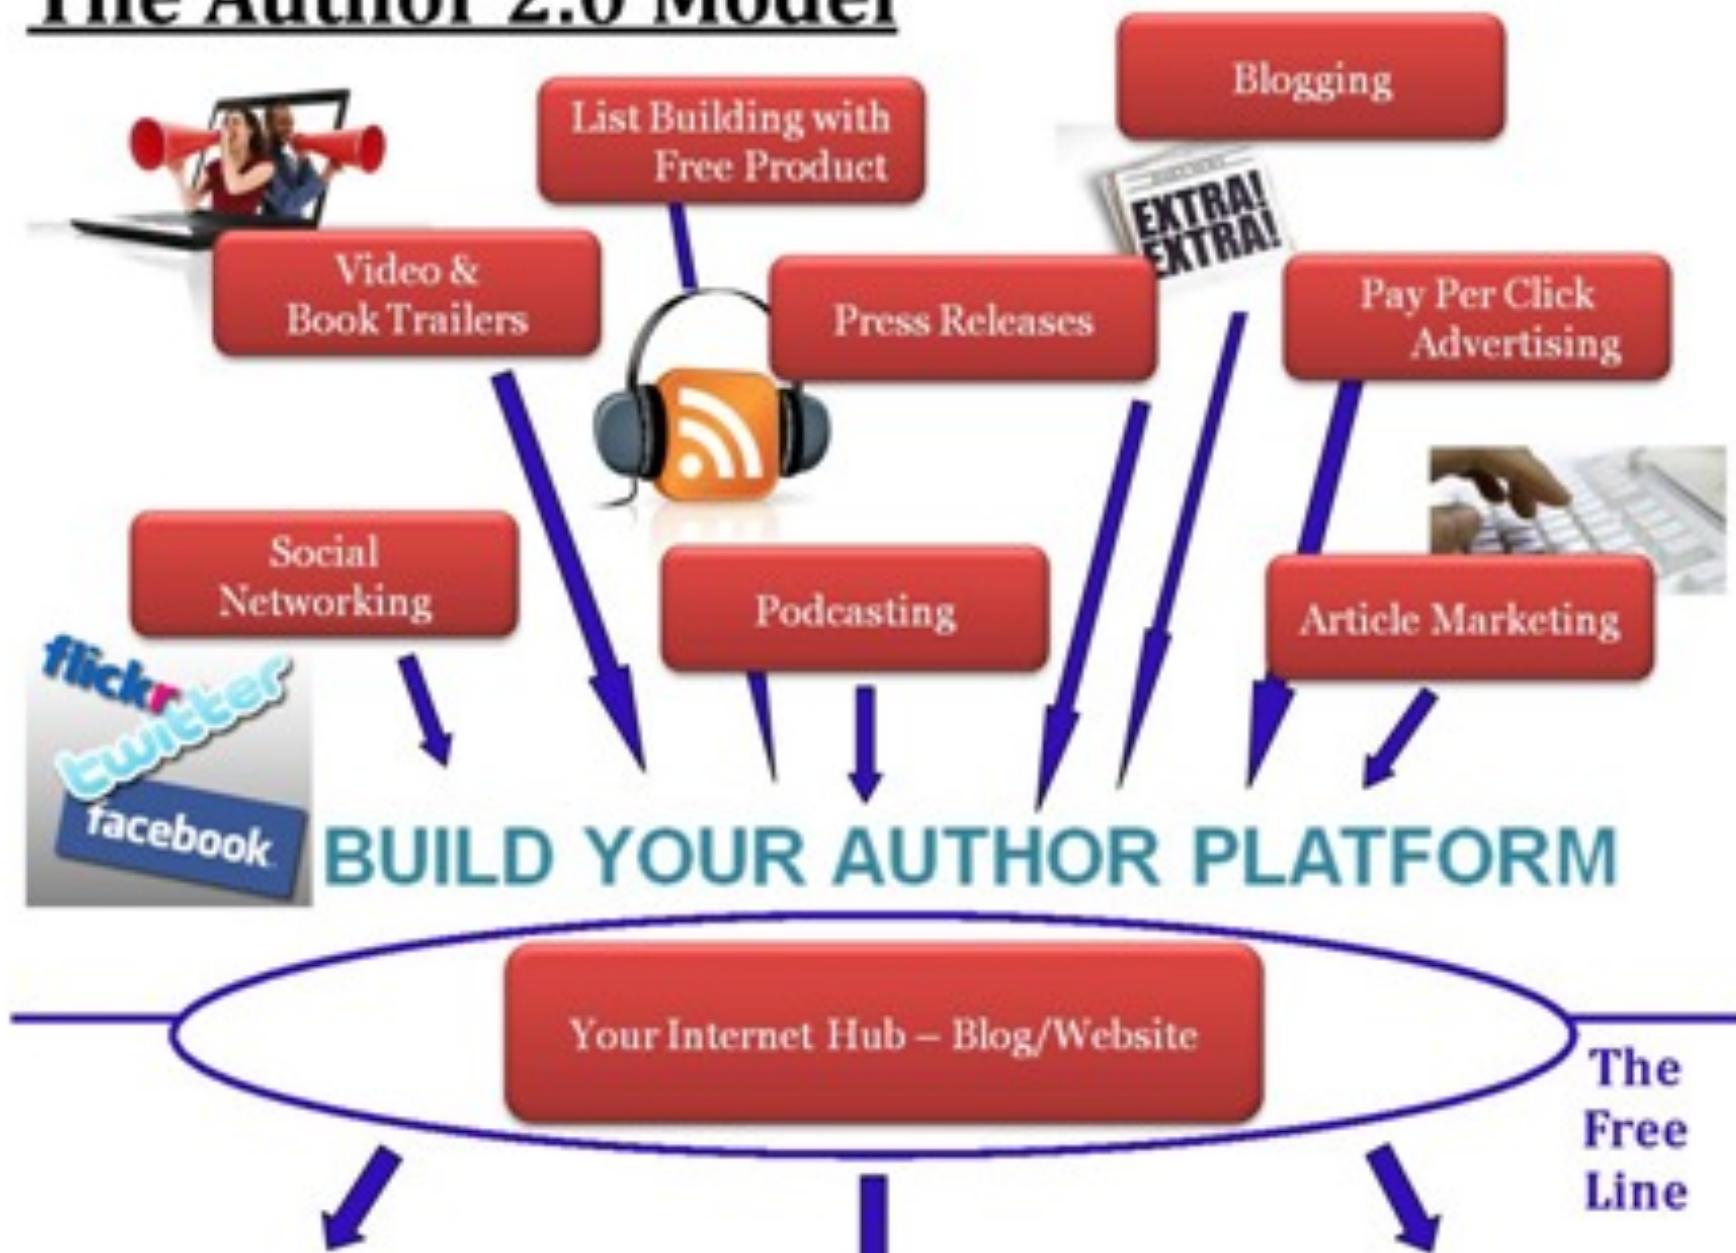 The Author 2.0 Model
Blogging
List Building with
Free Product
EXTRA!
EXTRA!
Video &
Book Trailers
Press Releases
Pay Per Click
Advertising
Social
Networking
Podcasting
Article Marketing
flickr
twitter
facebook
BUILD YOUR AUTHOR PLATFORM
Your Internet Hub – Blog/Website
The
Free
Line